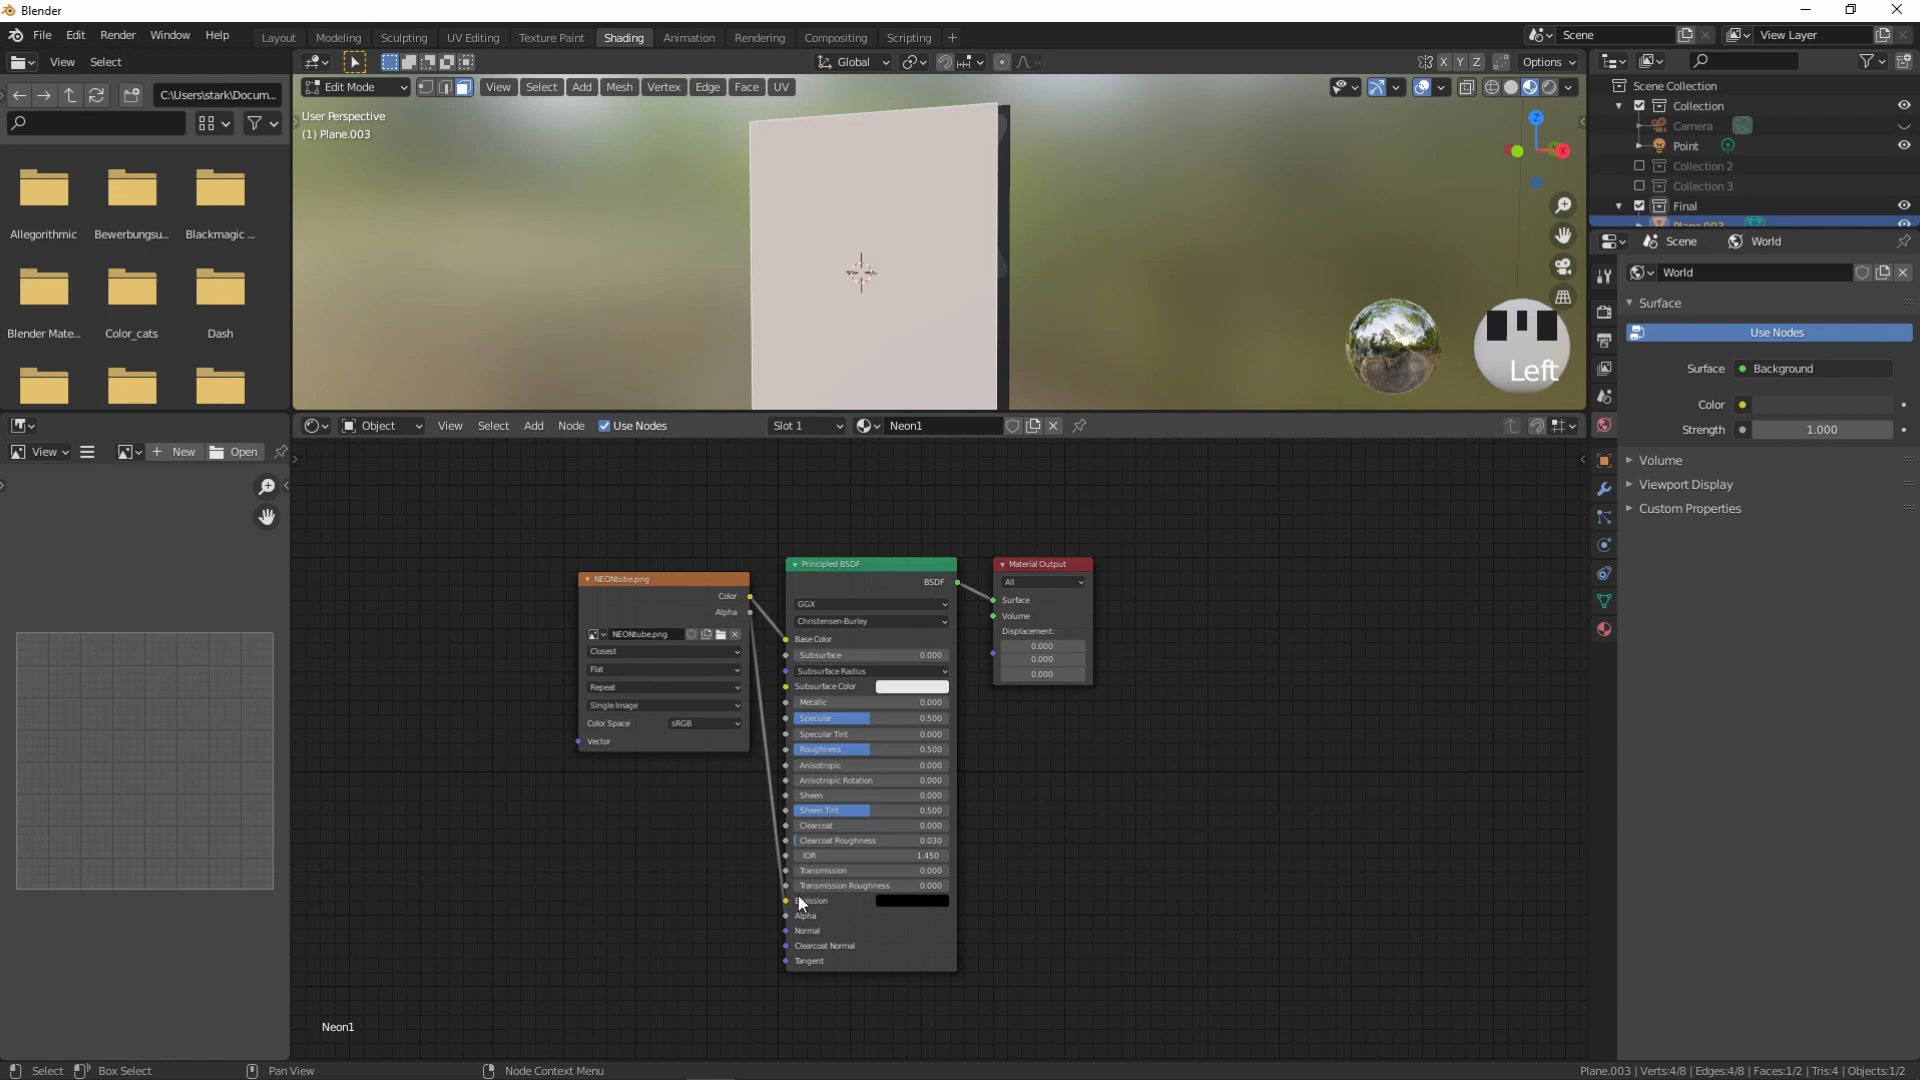 Blender
File Edit Render Window Help Layout Modeling Sculpting UV Editing Texture Paint Shading Animation Rendering Compositing Scripting Scene View Layer
View Select Global X Y Z Options
C:\Users\stark\Docum... Edit Mode View Select Add Mesh Vertex Edge Face UV
Scene Collection
Collection
Camera
Point
Collection 2
Collection 3
Final
Plane.003
User Perspective
(1) Plane.003
Z
X
Left
Allegorithmic Bewerbungsu... Blackmagic ...
Blender Mate... Color_cats Dash
Scene World
World
Surface
Use Nodes
Surface Background
Color
Strength 1.000
Volume
Viewport Display
Custom Properties
Object View Select Add Node Use Nodes Slot 1 Neon1
View New Open
NEONtube.png
Color
Alpha
NEONtube.png
Closest
Flat
Repeat
Single Image
Color Space sRGB
Vector
Principled BSDF
BSDF
GGX
Christensen-Burley
Base Color
Subsurface 0.000
Subsurface Radius
Subsurface Color
Metallic 0.000
Specular 0.500
Specular Tint 0.000
Roughness 0.500
Anisotropic 0.000
Anisotropic Rotation 0.000
Sheen 0.000
Sheen Tint 0.500
Clearcoat 0.000
Clearcoat Roughness 0.030
IOR 1.450
Transmission 0.000
Transmission Roughness 0.000
Alpha
Normal
Clearcoat Normal
Tangent
Material Output
All
Surface
Volume
Displacement:
0.000
0.000
0.000
Neon1
Select Box Select Pan View Node Context Menu Plane.003 | Verts:4/8 | Edges:4/8 | Faces:1/2 | Tris:4 | Objects:1/2